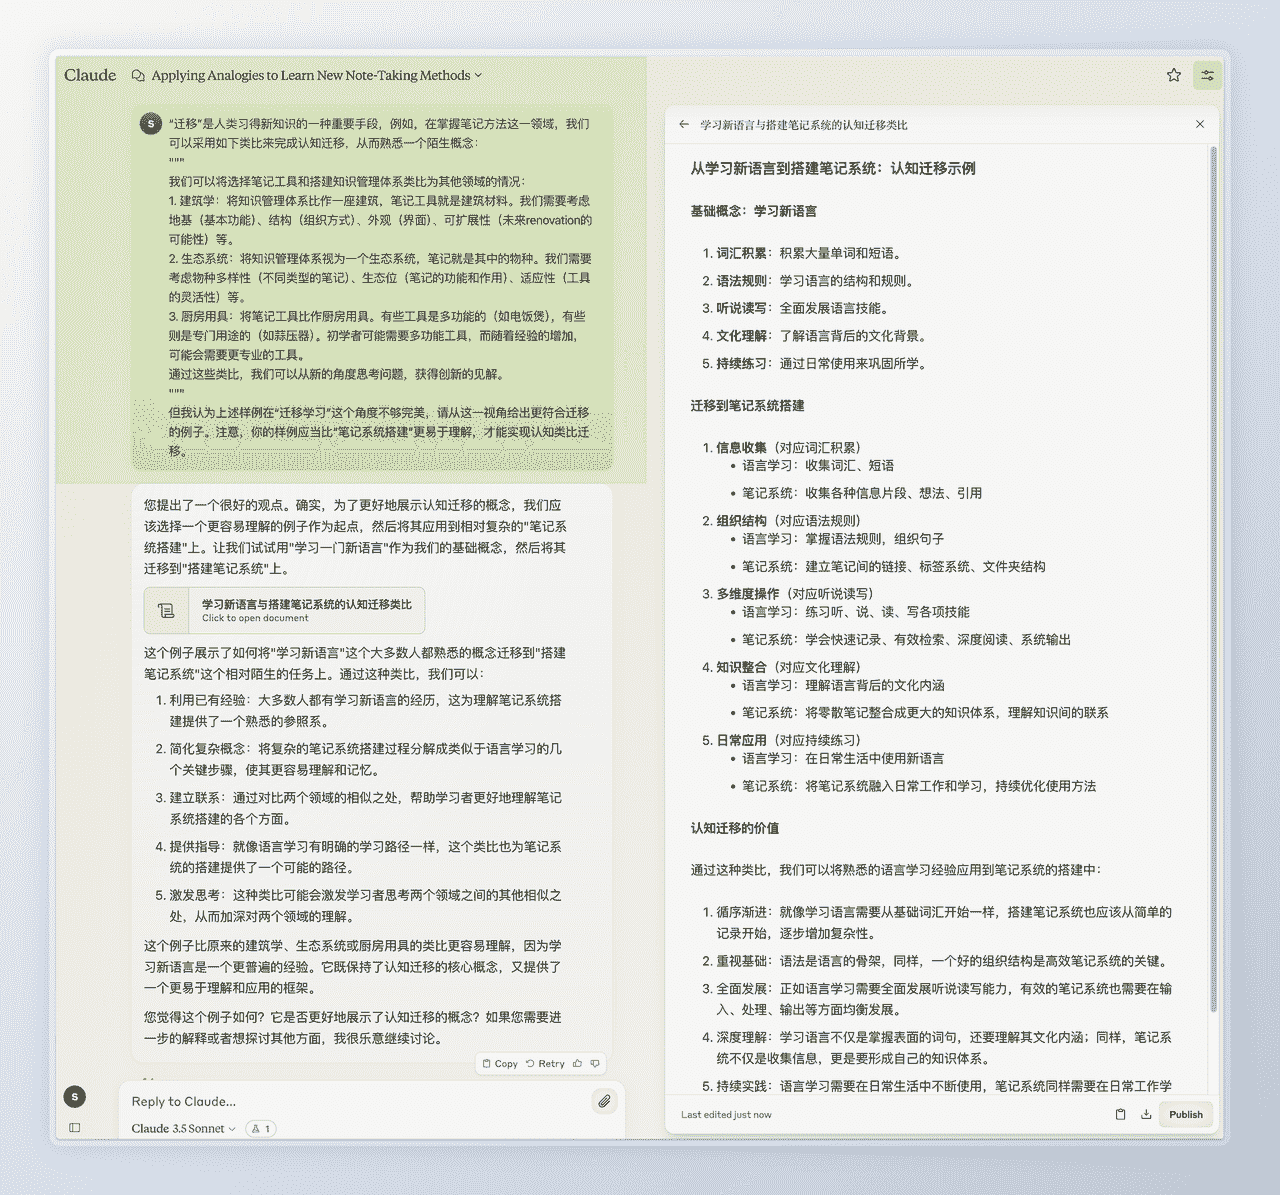 Claude
Applying Analogies to Learn New Note-Taking Methods
S
“迁移”是人类习得新知识的一种重要手段，例如，在掌握笔记方法这一领域，我们
可以采用如下类比来完成认知迁移，从而熟悉一个陌生概念：
"""
我们可以将选择笔记工具和搭建知识管理体系类比为其他领域的情况：
1. 建筑学：将知识管理体系比作一座建筑，笔记工具就是建筑材料。我们需要考虑
地基（基本功能）、结构（组织方式）、外观（界面）、可扩展性（未来renovation的
可能性）等。
2. 生态系统：将知识管理体系视为一个生态系统，笔记就是其中的物种。我们需要
考虑物种多样性（不同类型的笔记）、生态位（笔记的功能和作用）、适应性（工具
的灵活性）等。
3. 厨房用具：将笔记工具比作厨房用具。有些工具是多功能的（如电饭煲），有些
则是专门用途的（如蒜压器）。初学者可能需要多功能工具，而随着经验的增加，
可能会需要更专业的工具。
通过这些类比，我们可以从新的角度思考问题，获得创新的见解。
"""
但我认为上述样例在“迁移学习”这个角度不够完美，请从这一视角给出更符合迁移
的例子。注意，你的样例应当比“笔记系统搭建”更易于理解，才能实现认知类比迁
移。
您提出了一个很好的观点。确实，为了更好地展示认知迁移的概念，我们应
该选择一个更容易理解的例子作为起点，然后将其应用到相对复杂的"笔记系
统搭建"上。让我们试试用"学习一门新语言"作为我们的基础概念，然后将其
迁移到"搭建笔记系统"上。
学习新语言与搭建笔记系统的认知迁移类比
Click to open document
这个例子展示了如何将"学习新语言"这个大多数人都熟悉的概念迁移到"搭建
笔记系统"这个相对陌生的任务上。通过这种类比，我们可以：
1. 利用已有经验：大多数人都有学习新语言的经历，这为理解笔记系统搭
建提供了一个熟悉的参照系。
2. 简化复杂概念：将复杂的笔记系统搭建过程分解成类似于语言学习的几
个关键步骤，使其更容易理解和记忆。
3. 建立联系：通过对比两个领域的相似之处，帮助学习者更好地理解笔记
系统搭建的各个方面。
4. 提供指导：就像语言学习有明确的学习路径一样，这个类比也为笔记系
统的搭建提供了一个可能的路径。
5. 激发思考：这种类比可能会激发学习者思考两个领域之间的其他相似之
处，从而加深对两个领域的理解。
这个例子比原来的建筑学、生态系统或厨房用具的类比更容易理解，因为学
习新语言是一个更普遍的经验。它既保持了认知迁移的核心概念，又提供了
一个更易于理解和应用的框架。
您觉得这个例子如何？它是否更好地展示了认知迁移的概念？如果您需要进
一步的解释或者想探讨其他方面，我很乐意继续讨论。
Copy Retry
S
Reply to Claude...
Claude 3.5 Sonnet 1
学习新语言与搭建笔记系统的认知迁移类比
从学习新语言到搭建笔记系统：认知迁移示例
基础概念：学习新语言
1. 词汇积累：积累大量单词和短语。
2. 语法规则：学习语言的结构和规则。
3. 听说读写：全面发展语言技能。
4. 文化理解：了解语言背后的文化背景。
5. 持续练习：通过日常使用来巩固所学。
迁移到笔记系统搭建
1. 信息收集（对应词汇积累）
• 语言学习：收集词汇、短语
• 笔记系统：收集各种信息片段、想法、引用
2. 组织结构（对应语法规则）
• 语言学习：掌握语法规则，组织句子
• 笔记系统：建立笔记间的链接、标签系统、文件夹结构
3. 多维度操作（对应听说读写）
• 语言学习：练习听、说、读、写各项技能
• 笔记系统：学会快速记录、有效检索、深度阅读、系统输出
4. 知识整合（对应文化理解）
• 语言学习：理解语言背后的文化内涵
• 笔记系统：将零散笔记整合成更大的知识体系，理解知识间的联系
5. 日常应用（对应持续练习）
• 语言学习：在日常生活中使用新语言
• 笔记系统：将笔记系统融入日常工作和学习，持续优化使用方法
认知迁移的价值
通过这种类比，我们可以将熟悉的语言学习经验应用到笔记系统的搭建中：
1. 循序渐进：就像学习语言需要从基础词汇开始一样，搭建笔记系统也应该从简单的
记录开始，逐步增加复杂性。
2. 重视基础：语法是语言的骨架，同样，一个好的组织结构是高效笔记系统的关键。
3. 全面发展：正如语言学习需要全面发展听说读写能力，有效的笔记系统也需要在输
入、处理、输出等方面均衡发展。
4. 深度理解：学习语言不仅是掌握表面的词句，还要理解其文化内涵；同样，笔记系
统不仅是收集信息，更是要形成自己的知识体系。
5. 持续实践：语言学习需要在日常生活中不断使用，笔记系统同样需要在日常工作学
Last edited just now
Publish